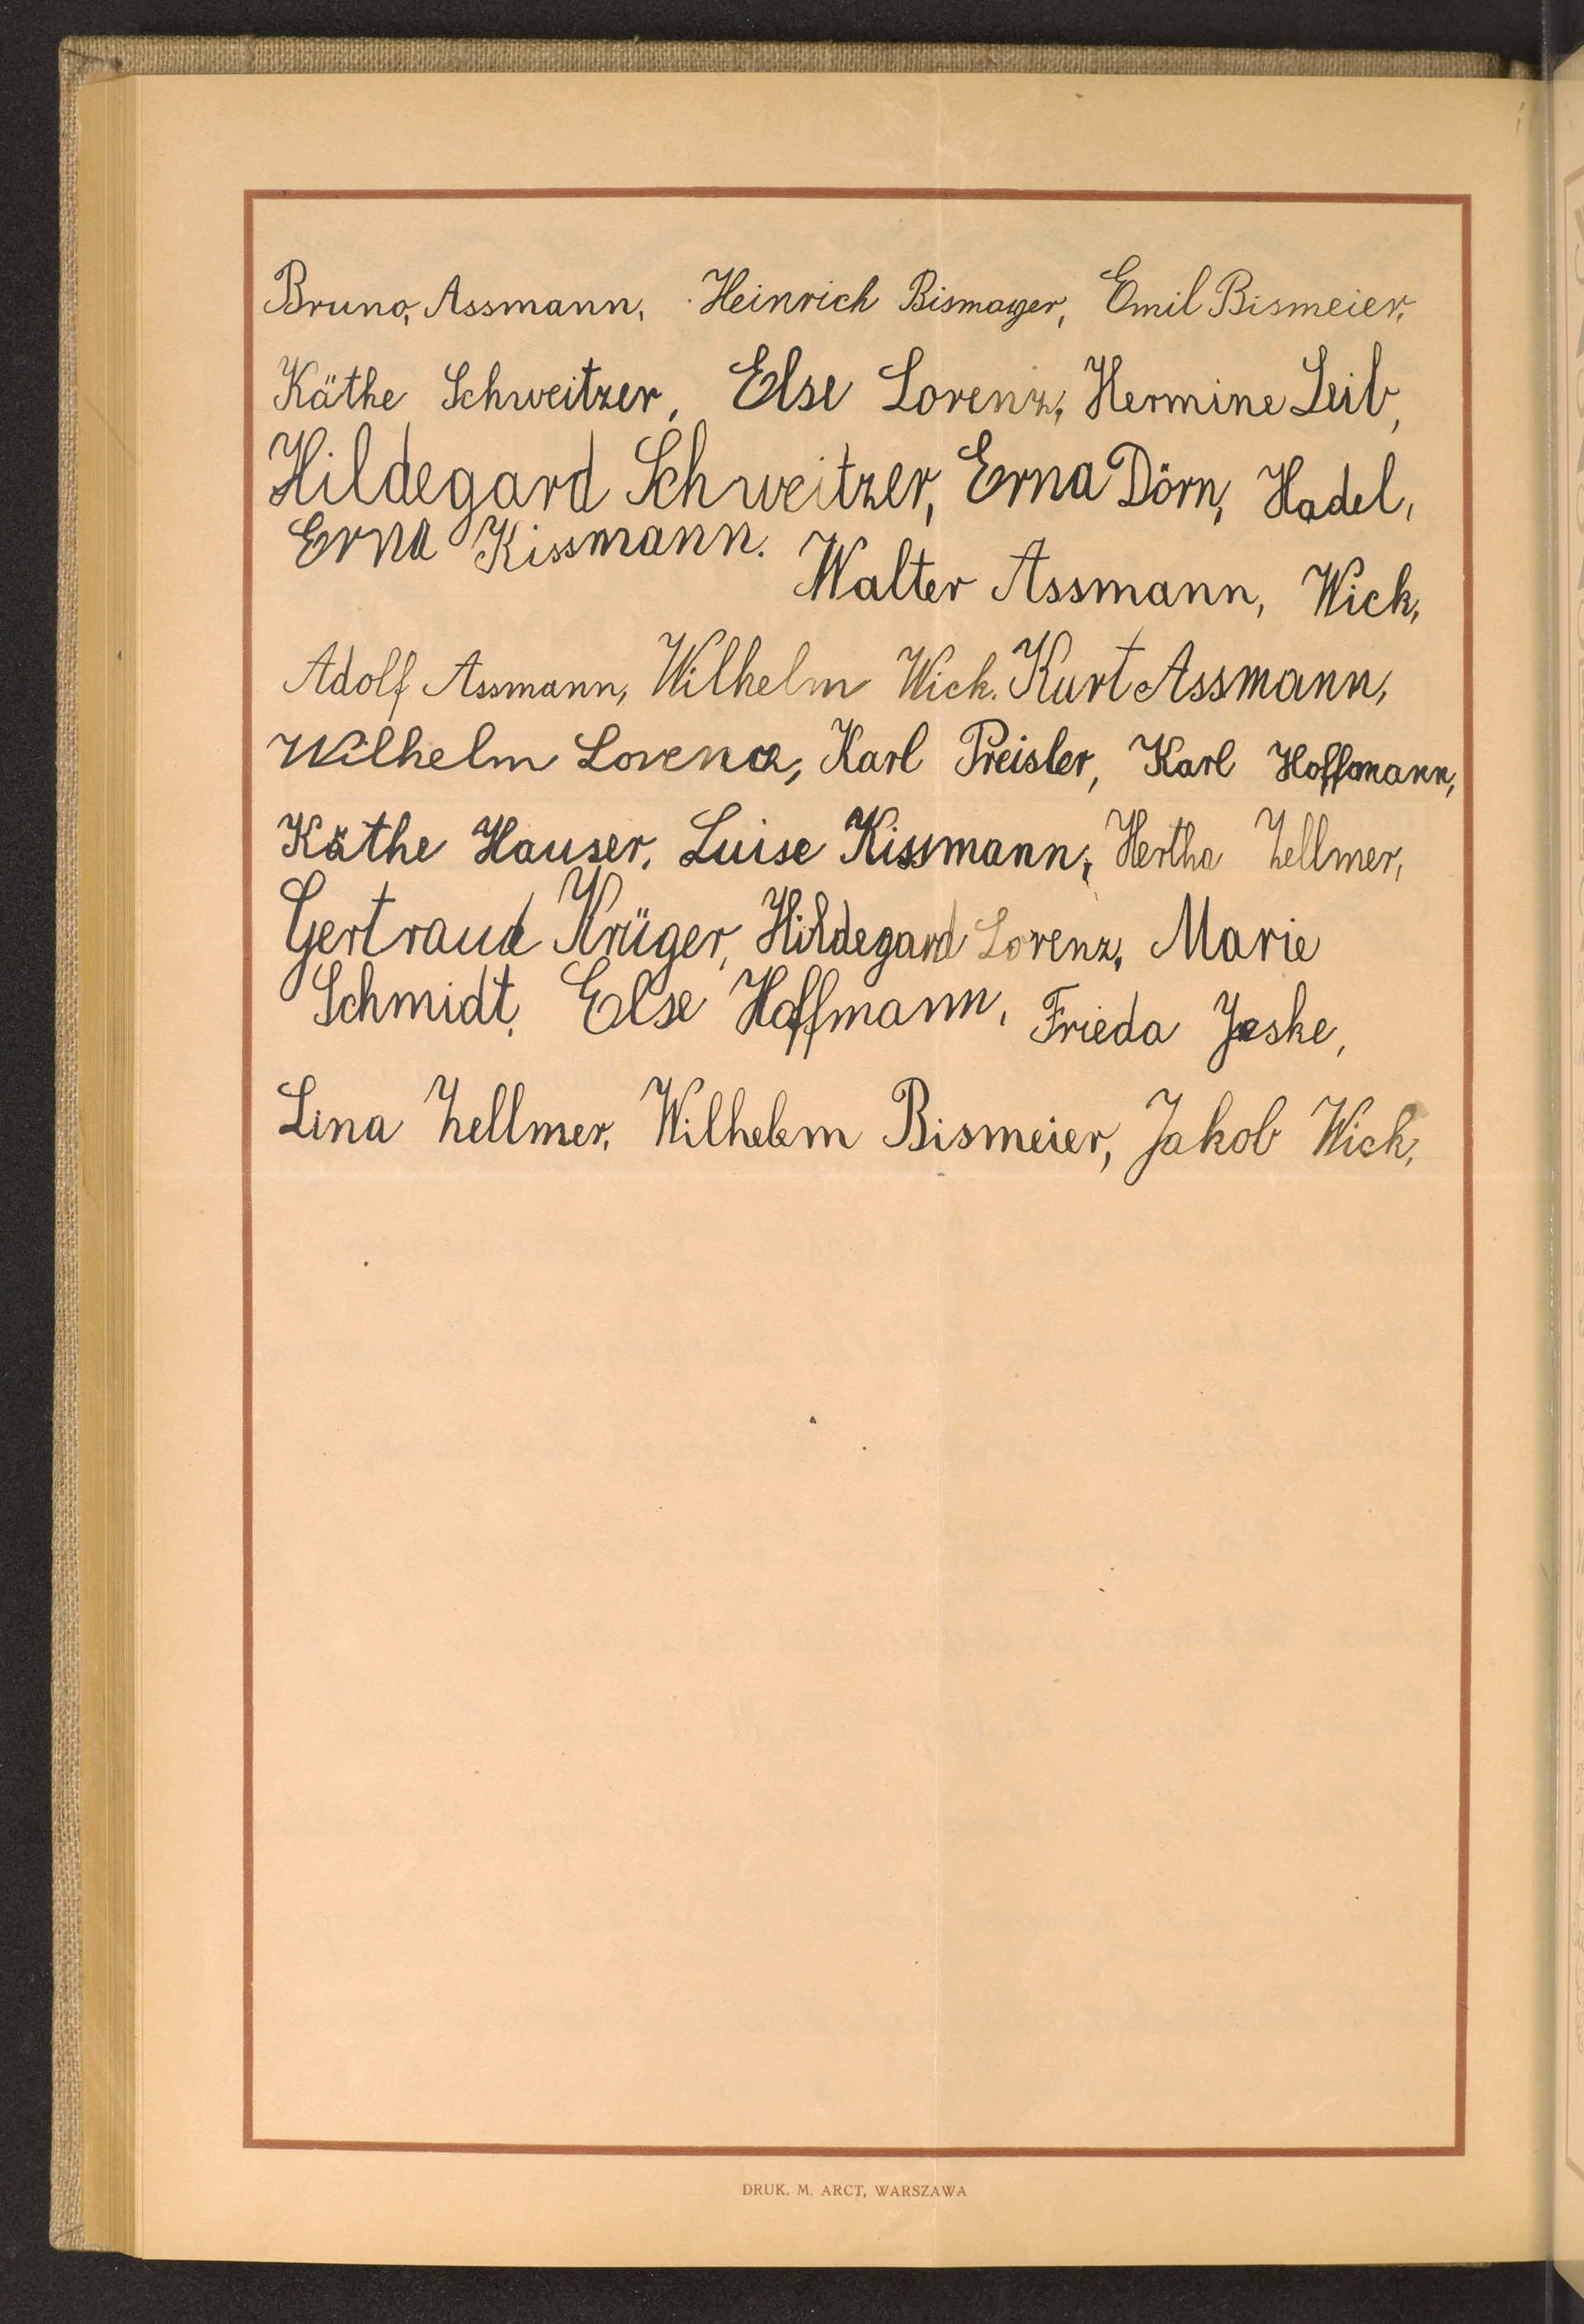 Bruno, Assmann, Heinrich Bismayer, Emil Bismeier,
Käthe Schweitzer, Else Lorenz, Hermine Leib,
Hildegard Schweitzer, Erna Dörn, Hadel,
Erna Kissmann. Walter Assmann, Wick,
Adolf Assmann, Wilhelm Wick. Kurt Assmann,
Wilhelm Lorenz, Karl Preisler, Karl Hoffmann,
Käthe Hauser, Luise Kissmann, Hertha Zellmer,
Gertraud Krüger, Hildegard Lorenz, Marie
Schmidt, Else Hoffmann, Frieda Jeske,
Lina Zellmer, Wilhelem Bismeier, Jakob Wick,
DRUK. M. ARCT, WARSZAWA